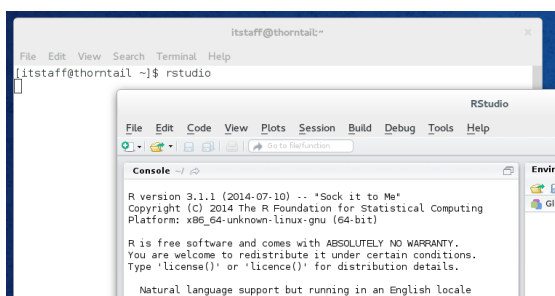 itstaff@thorntail:~
File Edit View Search Terminal Help
[itstaff@thorntail ~]$ rstudio
RStudio
File Edit Code View Plots Session Build Debug Tools Help
Go to file/function
Console ~/
R version 3.1.1 (2014-07-10) -- "Sock it to Me"
Copyright (C) 2014 The R Foundation for Statistical Computing
Platform: x86_64-unknown-linux-gnu (64-bit)
R is free software and comes with ABSOLUTELY NO WARRANTY.
You are welcome to redistribute it under certain conditions.
Type 'license()' or 'licence()' for distribution details.
Natural language support but running in an English locale